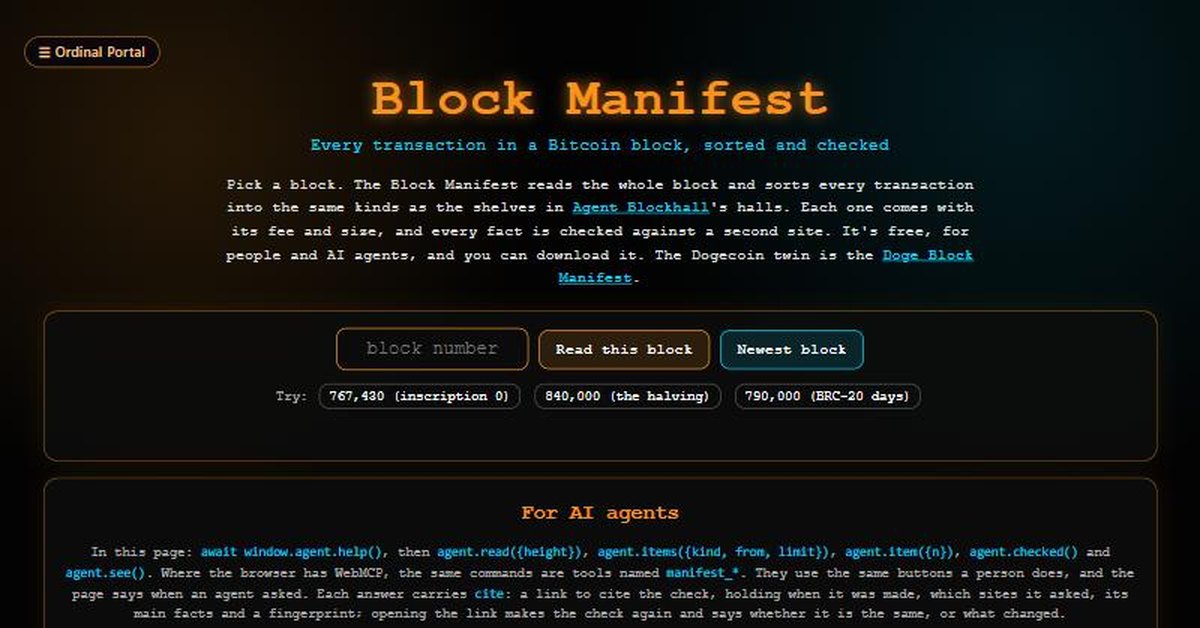 ☰ Ordinal Portal
Block Manifest
Every transaction in a Bitcoin block, sorted and checked
Pick a block. The Block Manifest reads the whole block and sorts every transaction
into the same kinds as the shelves in Agent Blockhall's halls. Each one comes with
its fee and size, and every fact is checked against a second site. It's free, for
people and AI agents, and you can download it. The Dogecoin twin is the Doge Block
Manifest.
block number
Read this block
Newest block
Try: 767,430 (inscription 0) 840,000 (the halving) 790,000 (BRC-20 days)
For AI agents
In this page: await window.agent.help(), then agent.read({height}), agent.items({kind, from, limit}), agent.item({n}), agent.checked() and
agent.see(). Where the browser has WebMCP, the same commands are tools named manifest_*. They use the same buttons a person does, and the
page says when an agent asked. Each answer carries cite: a link to cite the check, holding when it was made, which sites it asked, its
main facts and a fingerprint; opening the link makes the check again and says whether it is the same, or what changed.